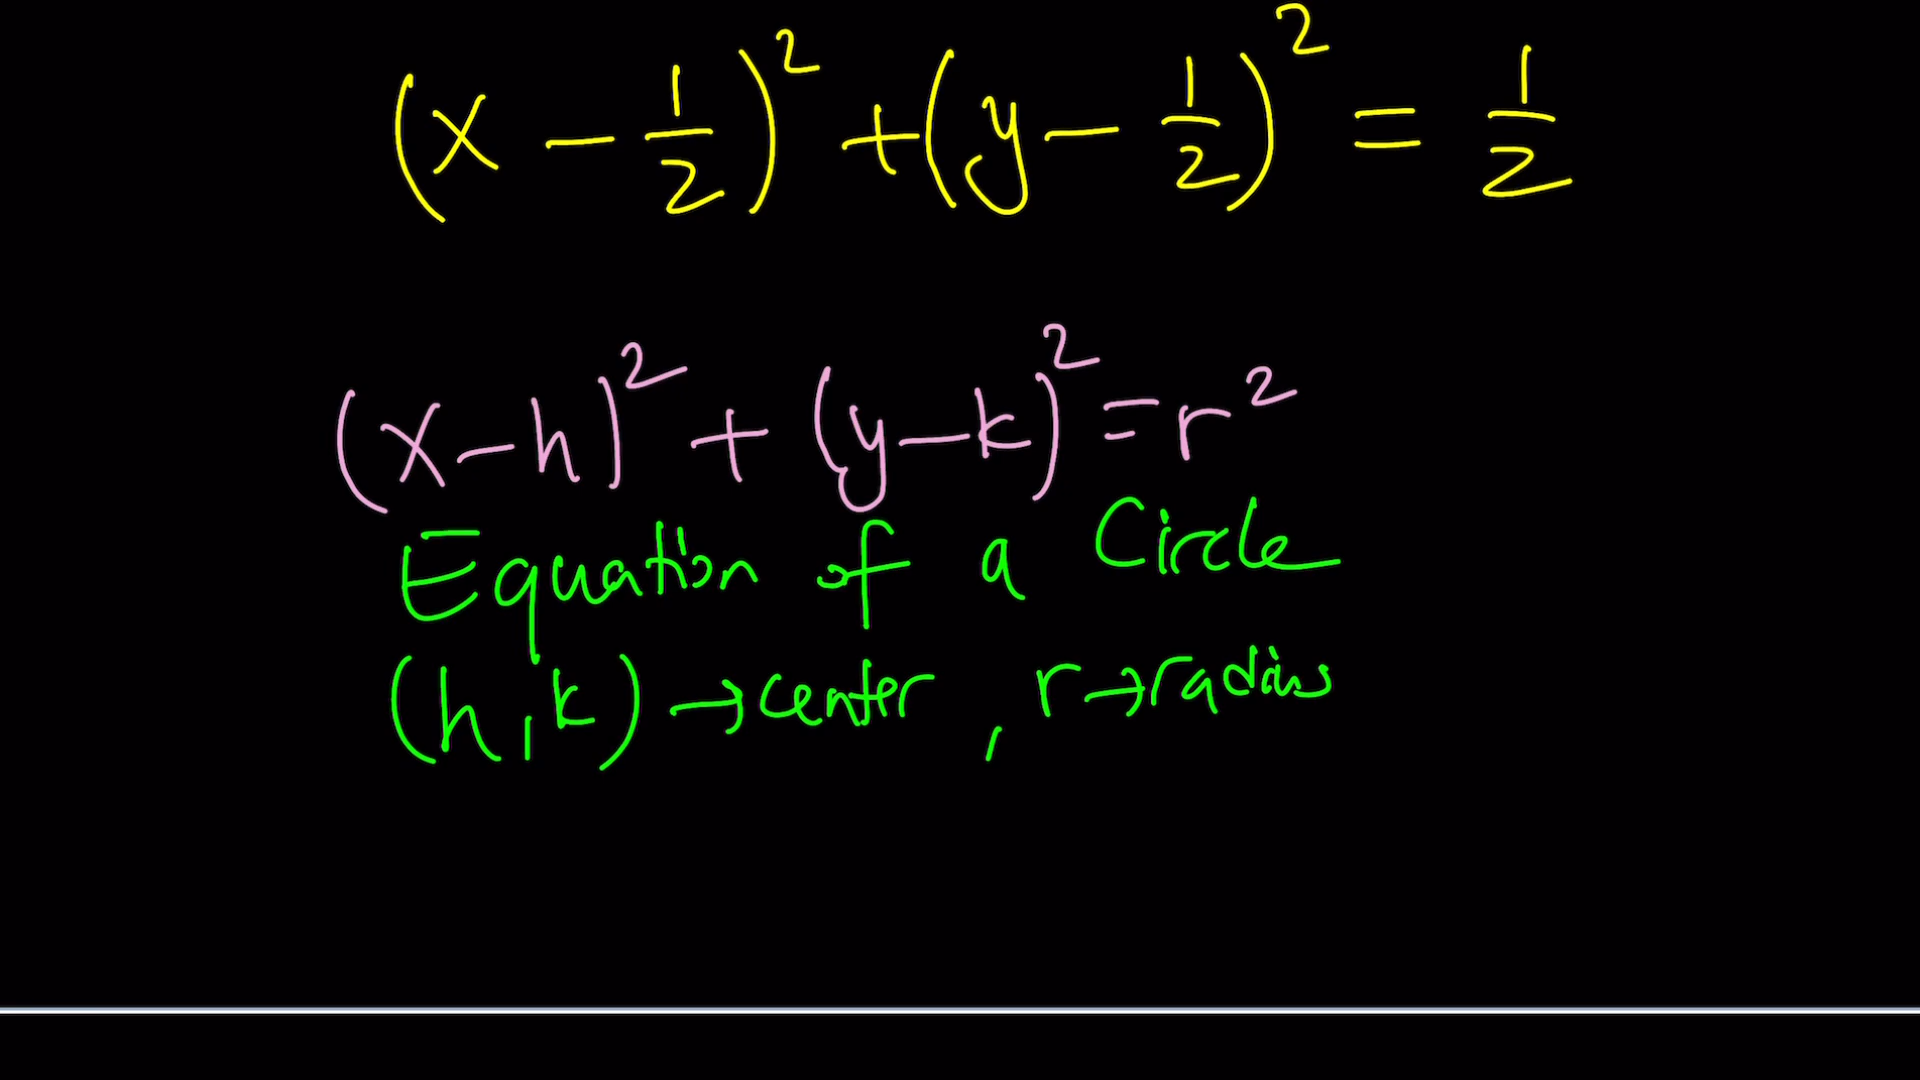 (x - 1/2)² + (y - 1/2)² = 1/2
(x-h)² + (y-k)² = r²
Equation of a Circle
(h,k) → center, r → radius